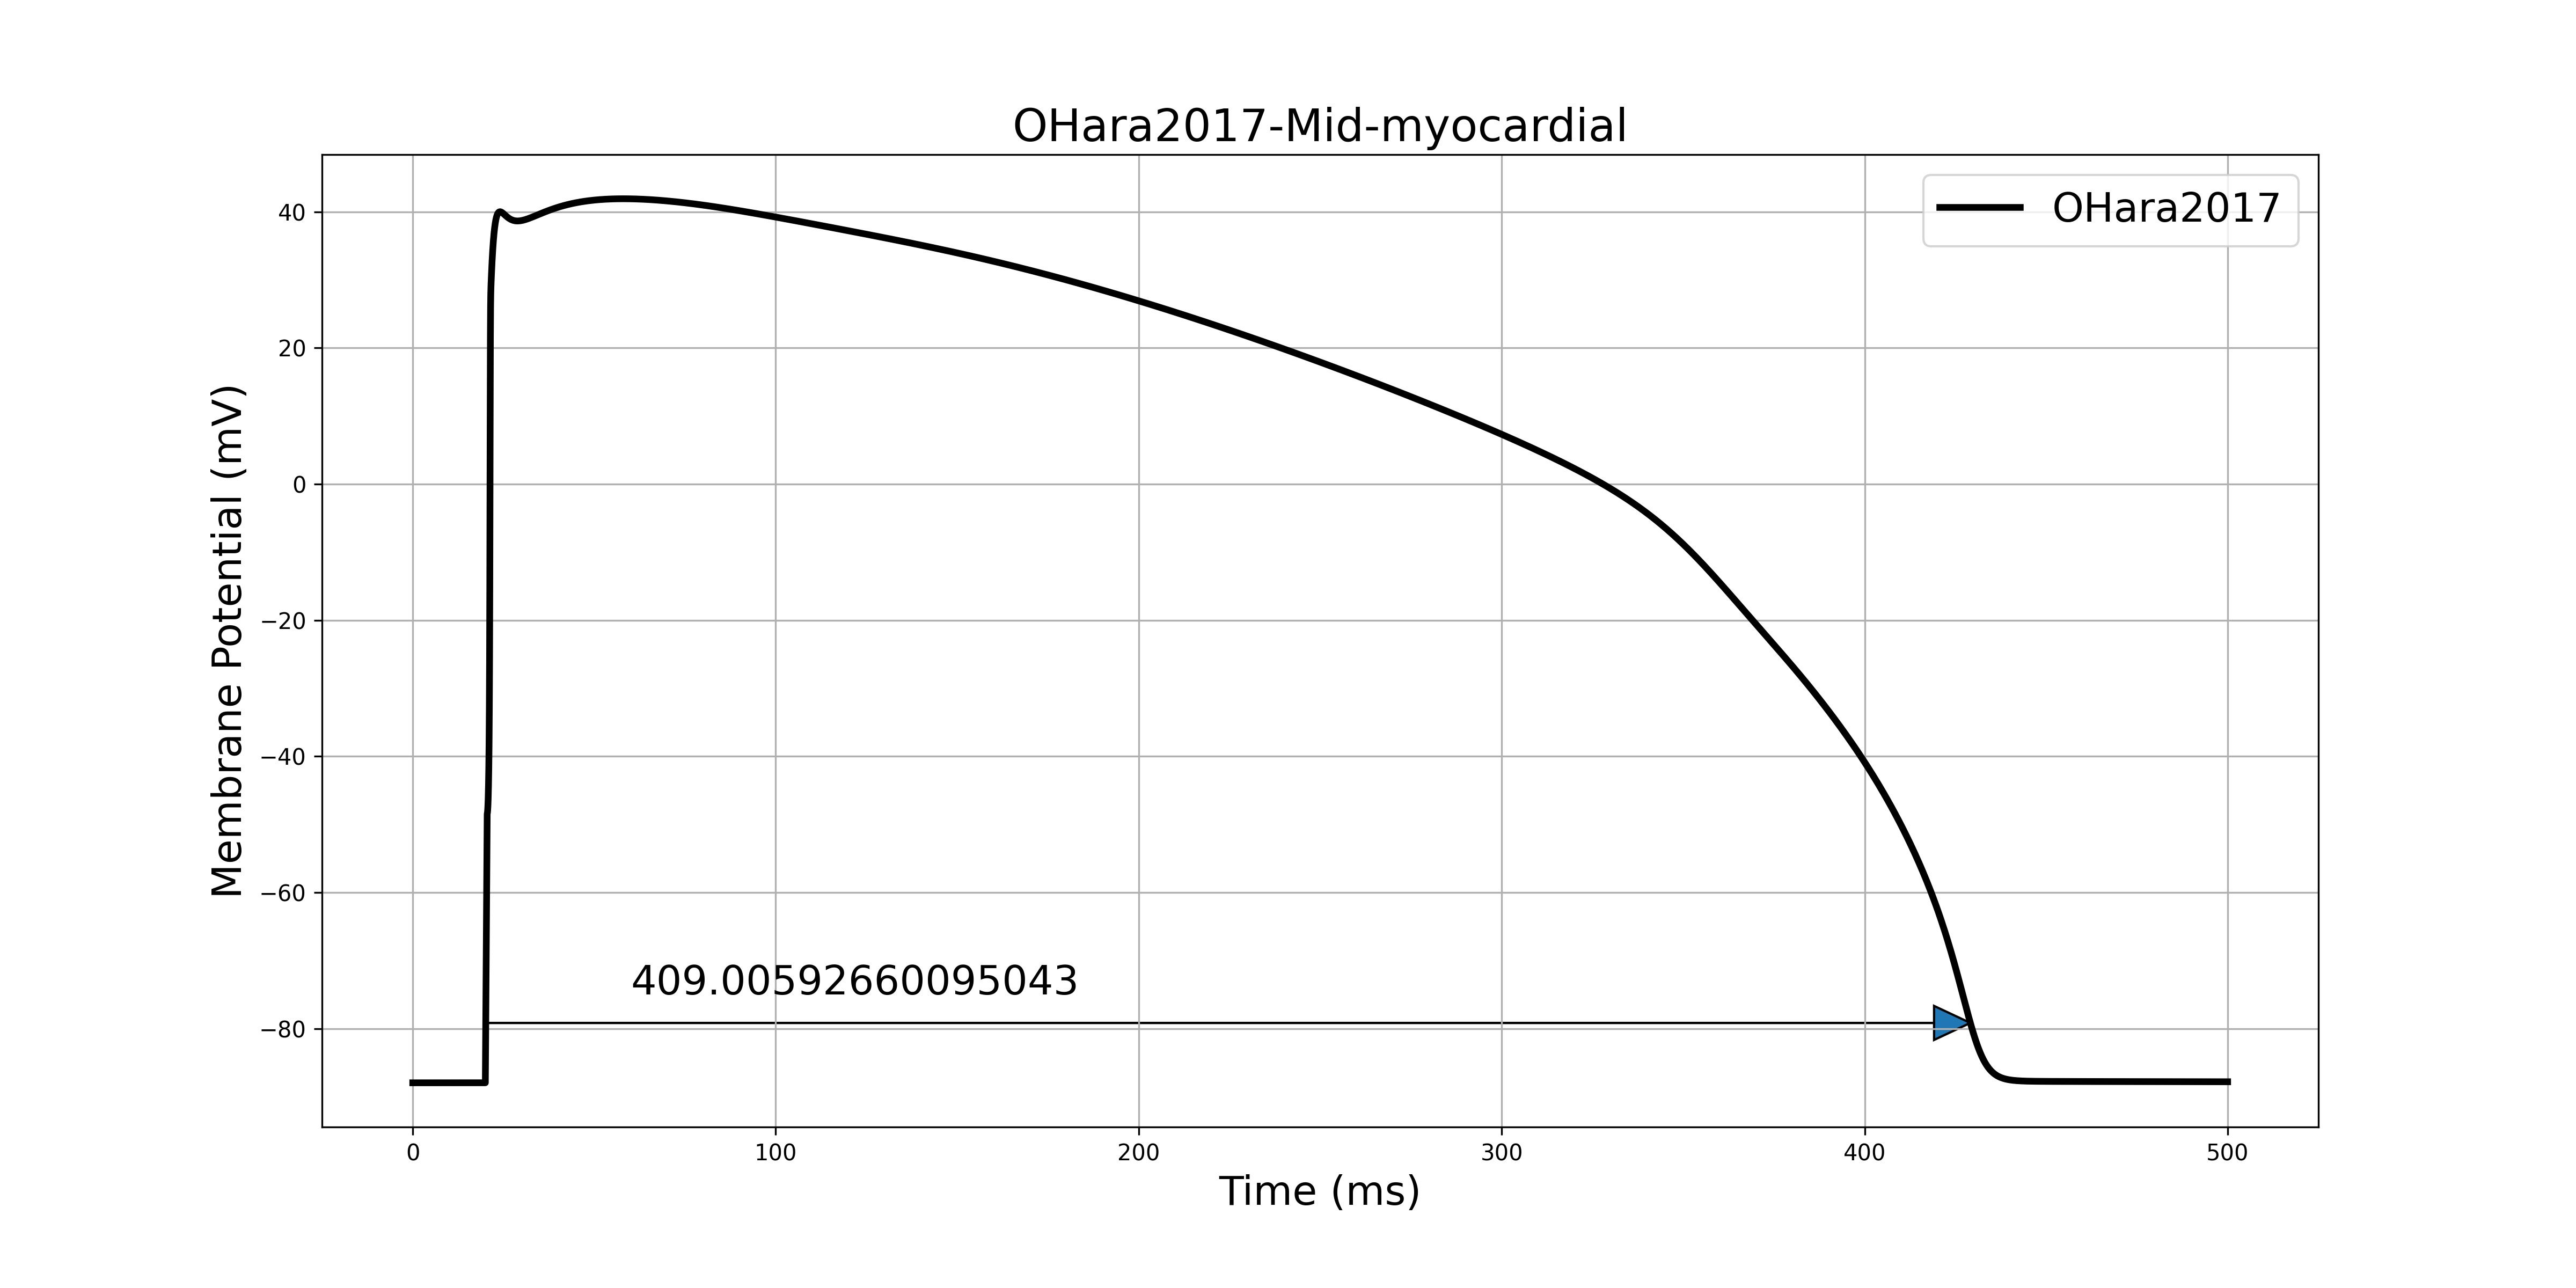 OHara2017-Mid-myocardial
OHara2017
Membrane Potential (mV)
40
20
0
−20
−40
−60
−80
409.00592660095043
0 100 200 300 400 500
Time (ms)